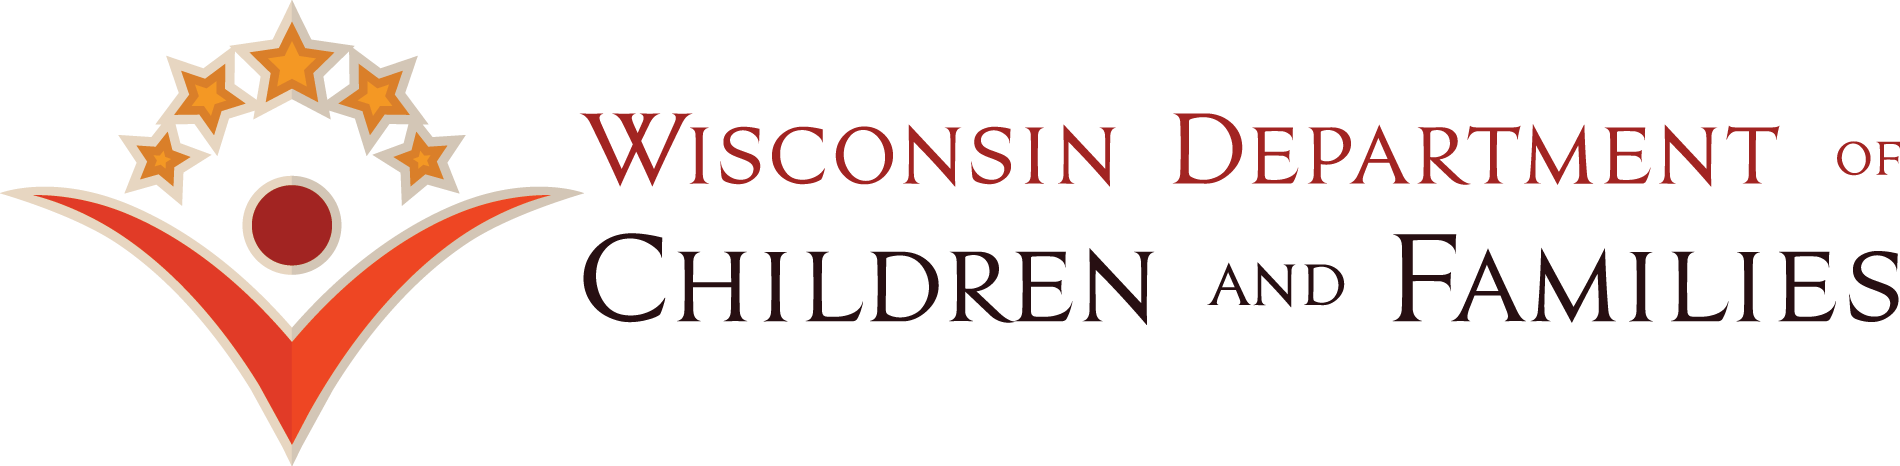 Wisconsin Department of
Children and Families